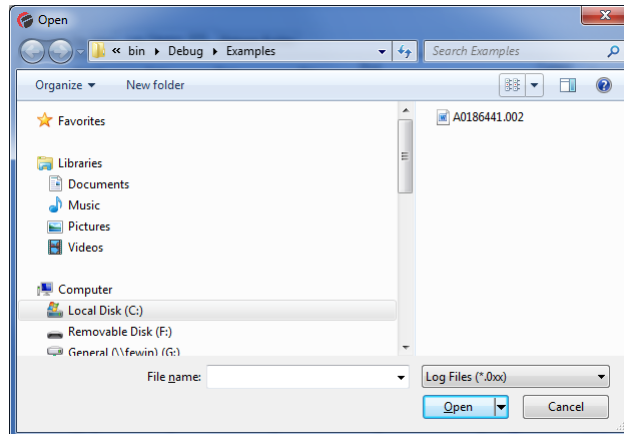 Open
« bin Debug Examples
Search Examples
Organize New folder
Favorites
A0186441.002
Libraries
Documents
Music
Pictures
Videos
Computer
Local Disk (C:)
Removable Disk (F:)
General (\\fewin) (G:)
File name:
Log Files (*.0xx)
Open Cancel